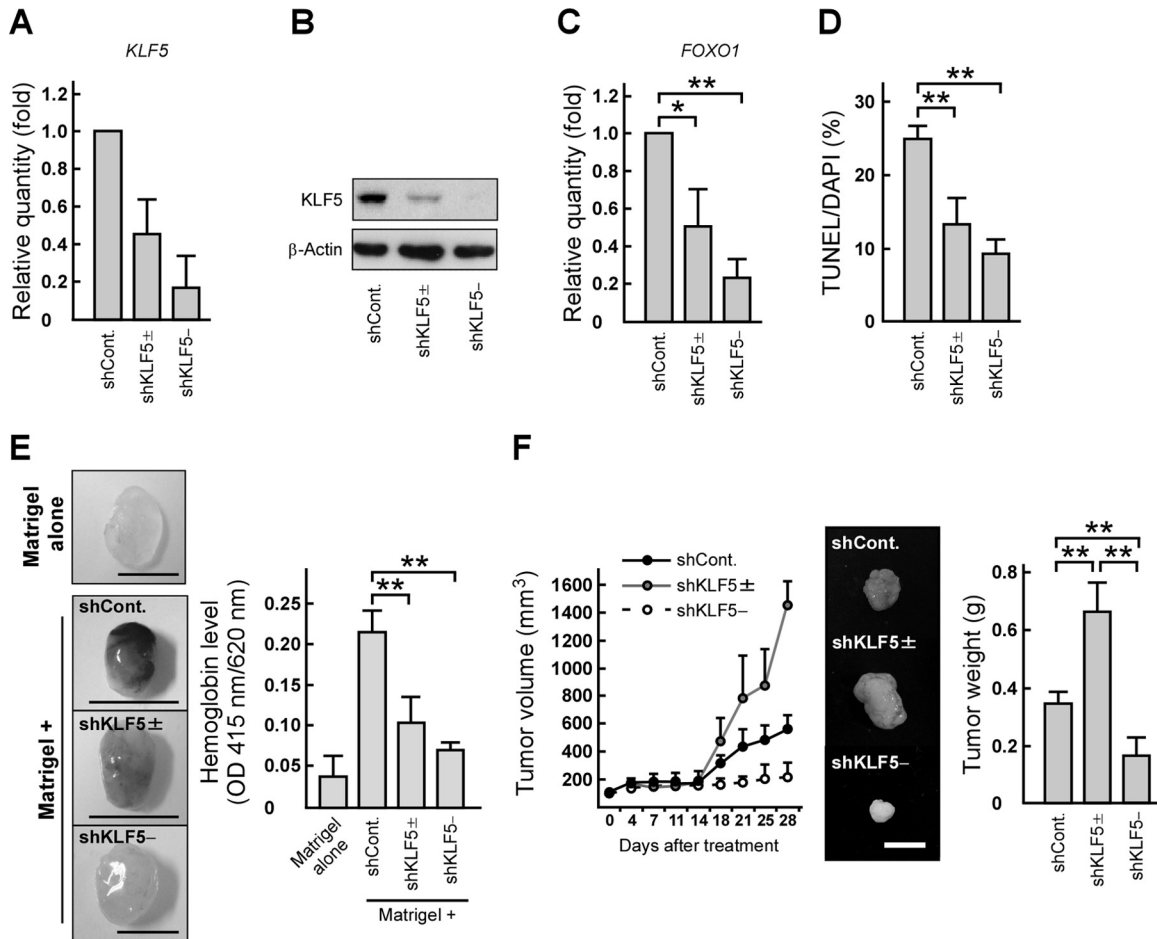 A
KLF5
Relative quantity (fold)
1.2
1.0
0.8
0.6
0.4
0.2
0
shCont.
shKLF5±
shKLF5−
B
KLF5
β-Actin
shCont.
shKLF5±
shKLF5−
C
FOXO1
Relative quantity (fold)
1.2
1.0
0.8
0.6
0.4
0.2
0
**
*
shCont.
shKLF5±
shKLF5−
D
TUNEL/DAPI (%)
30
20
10
0
**
**
shCont.
shKLF5±
shKLF5−
E
Matrigel
alone
Matrigel +
shCont.
shKLF5±
shKLF5−
Hemoglobin level
(OD 415 nm/620 nm)
0.25
0.20
0.15
0.10
0.05
0
**
**
Matrigel
alone
shCont.
shKLF5±
shKLF5−
Matrigel +
F
Tumor volume (mm³)
1600
1400
1200
1000
800
600
400
200
shCont.
shKLF5±
shKLF5−
0 4 7 11 14 18 21 25 28
Days after treatment
shCont.
shKLF5±
shKLF5−
Tumor weight (g)
0.8
0.6
0.4
0.2
0
**
** **
shCont.
shKLF5±
shKLF5−